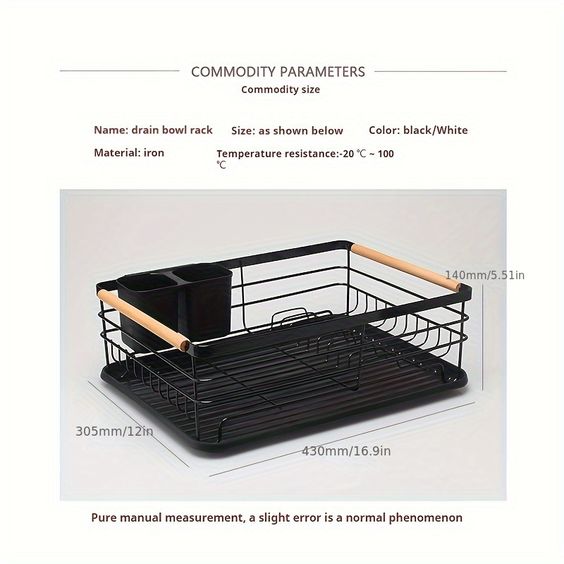 COMMODITY PARAMETERS
Commodity size
Name: drain bowl rack Size: as shown below Color: black/White
Material: iron Temperature resistance:-20 ℃ ~ 100
℃
140mm/5.51in
305mm/12in
430mm/16.9in
Pure manual measurement, a slight error is a normal phenomenon